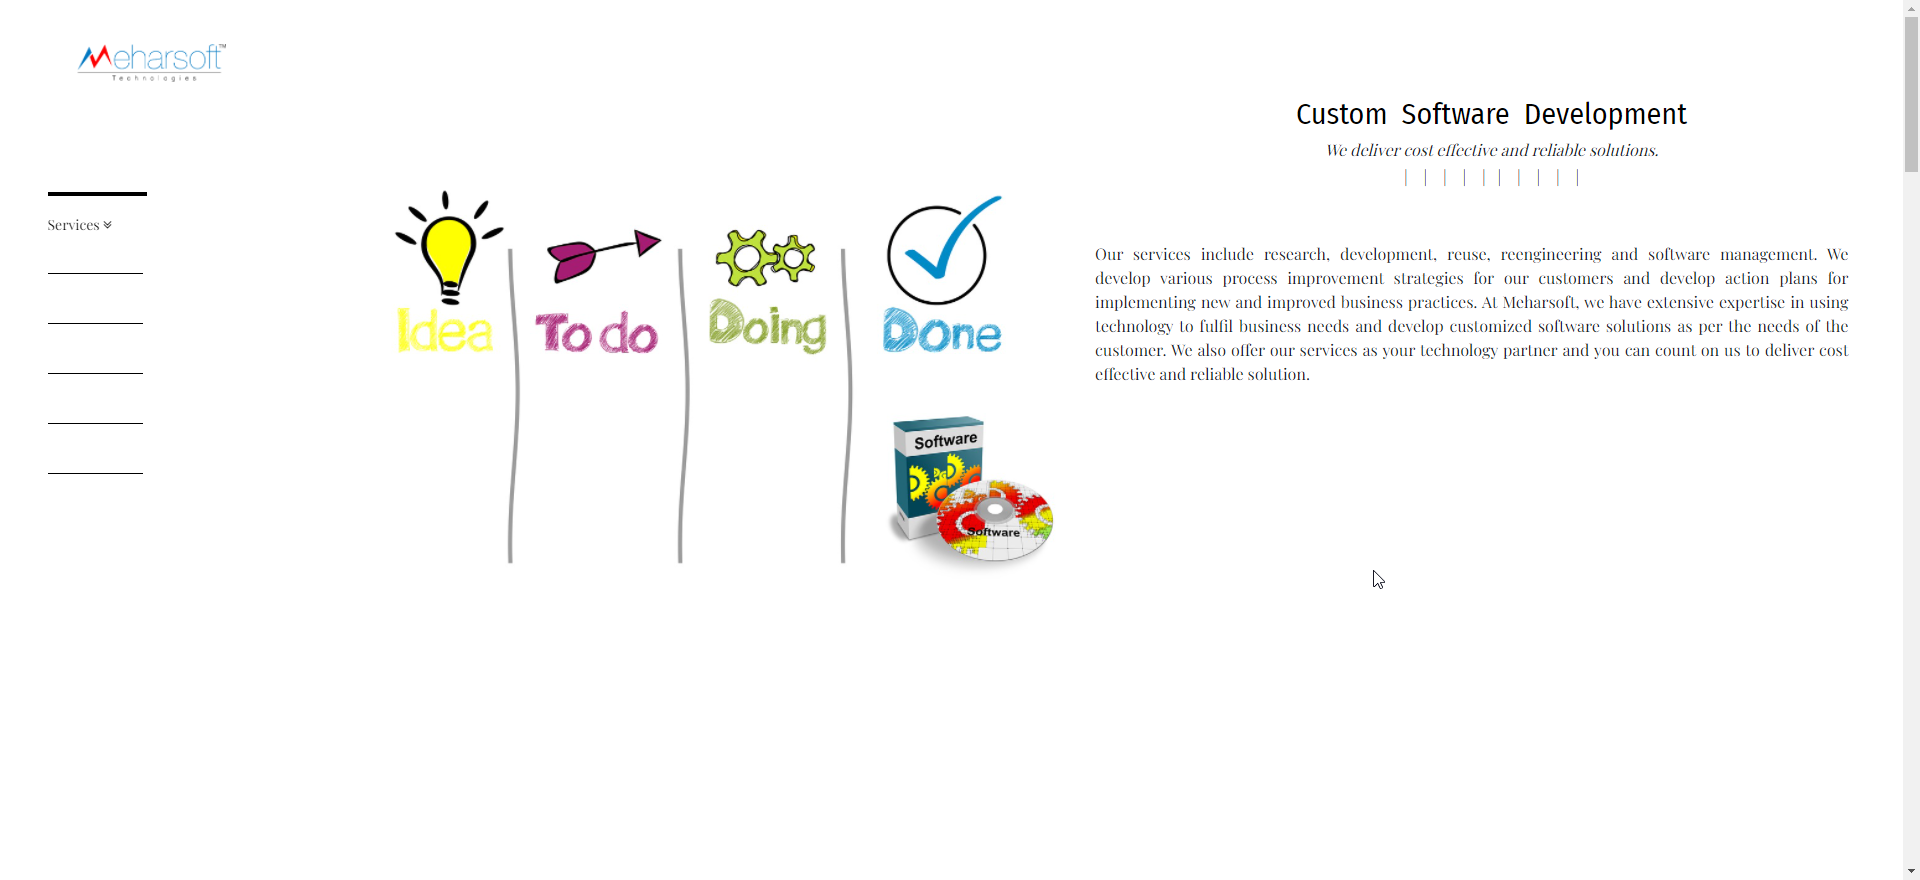 Meharsoft™
Technologies
Custom Software Development
We deliver cost effective and reliable solutions.
Services
Idea
To do
Doing
Done
Our services include research, development, reuse, reengineering and software management. We
develop various process improvement strategies for our customers and develop action plans for
implementing new and improved business practices. At Meharsoft, we have extensive expertise in using
technology to fulfil business needs and develop customized software solutions as per the needs of the
customer. We also offer our services as your technology partner and you can count on us to deliver cost
effective and reliable solution.
Software
Software